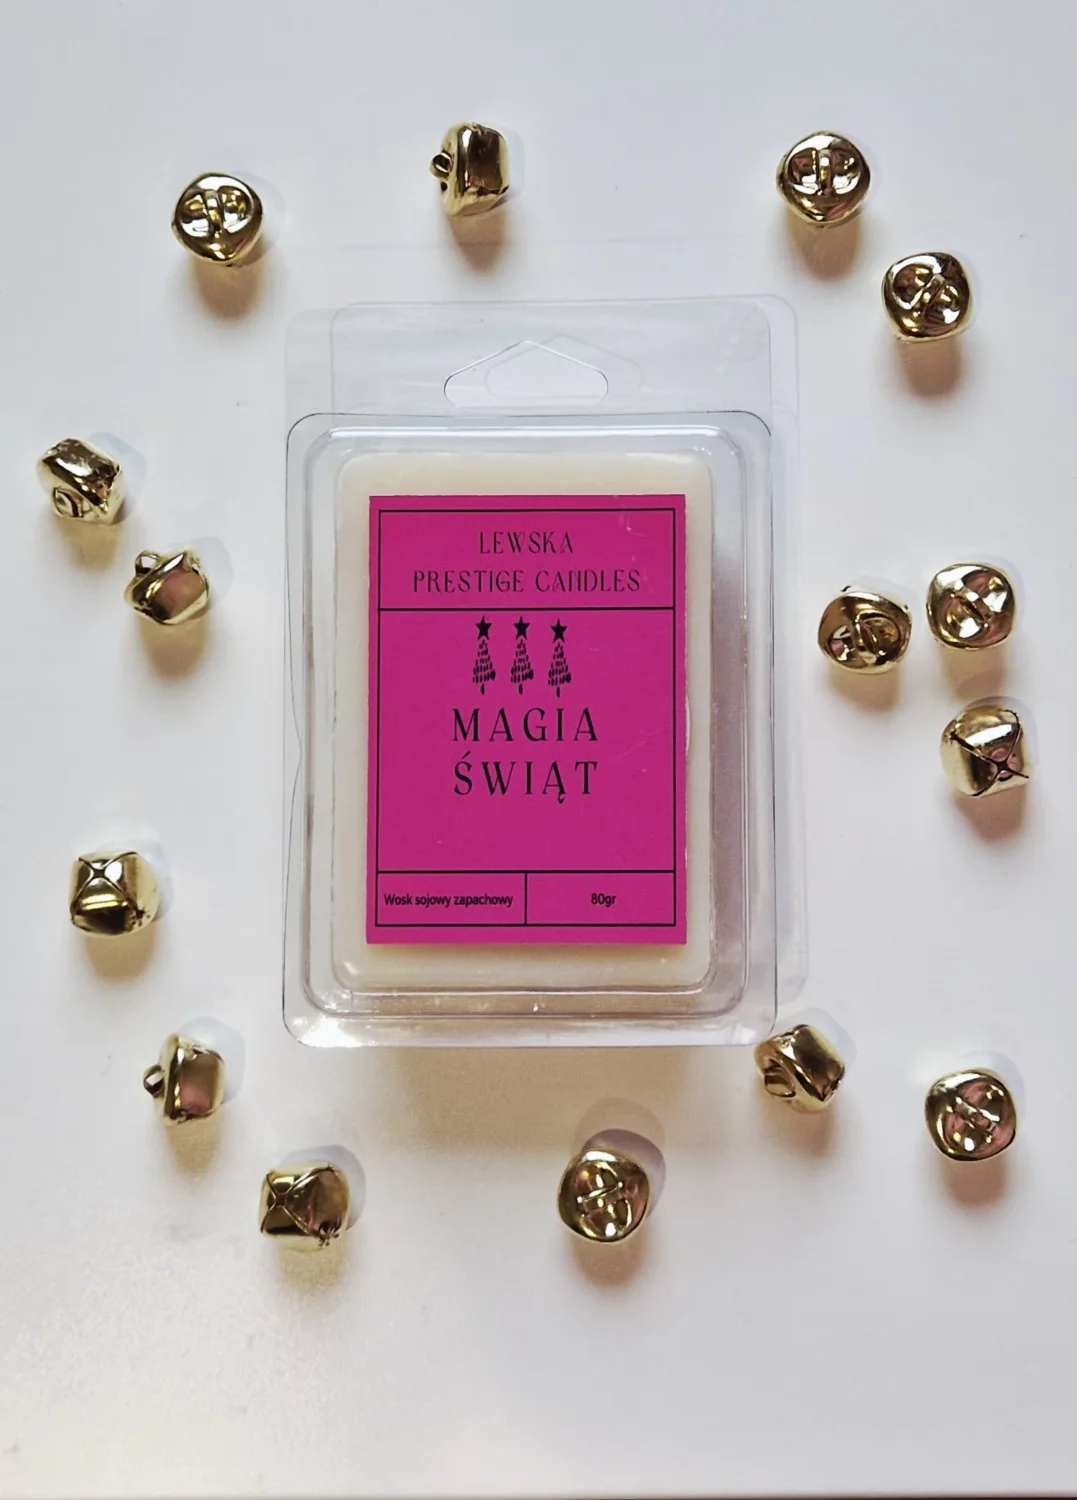 LEWSKA
PRESTIGE CANDLES
MAGIA
ŚWIĄT
Wosk sojowy zapachowy
80gr